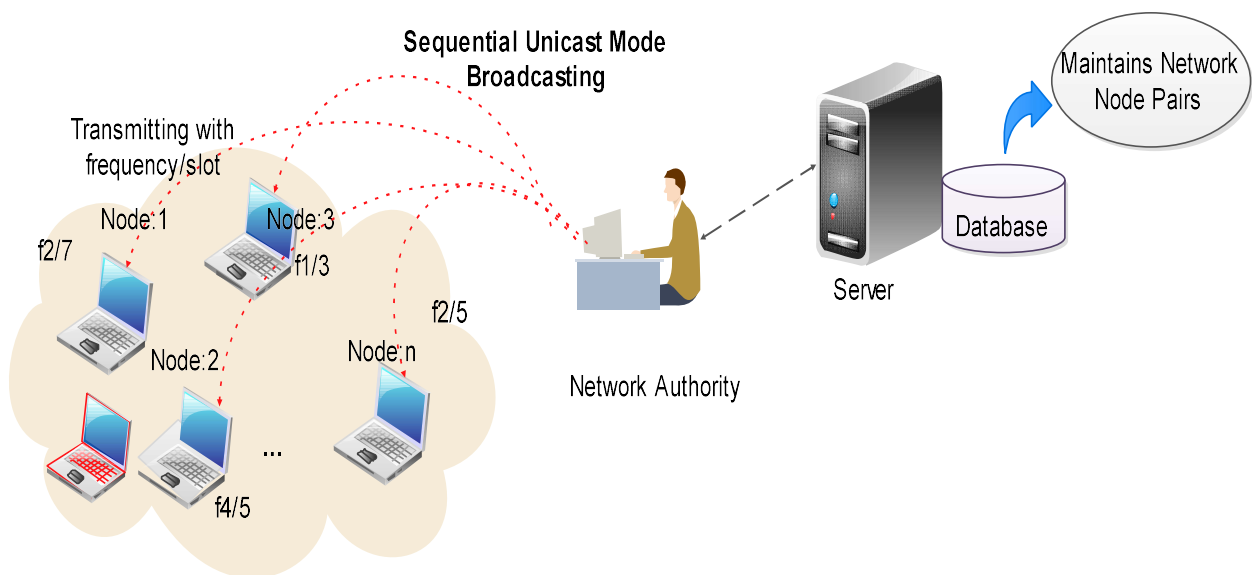 Sequential Unicast Mode
Broadcasting
Maintains Network
Node Pairs
Transmitting with
frequency/slot
Node:1
Node:3
f2/7
f1/3
Database
Server
f2/5
Node:2
Node:n
Network Authority
...
f4/5